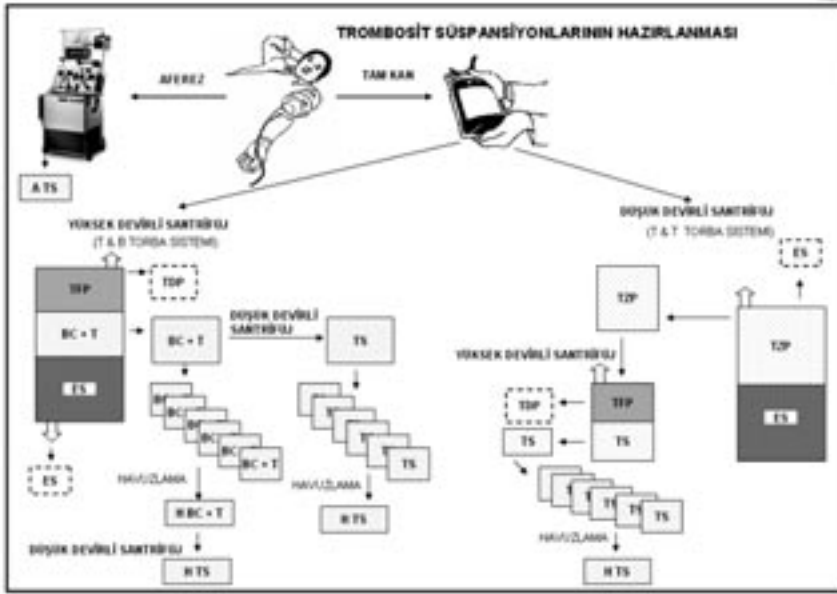 TROMBOSİT SÜSPANSİYONLARININ HAZIRLANMASI
AFEREZ
TAM KAN
A TS
YÜKSEK DEVİRLİ SANTRİFÜJ
(T & B TORBA SİSTEMİ)
DÜŞÜK DEVİRLİ SANTRİFÜJ
(T & T TORBA SİSTEMİ)
ES
TFP
TDP
BC + T
BC + T
DÜŞÜK DEVİRLİ
SANTRİFÜJ
TS
ES
ES
BC + T
HAVUZLAMA
H BC + T
DÜŞÜK DEVİRLİ SANTRİFÜJ
H TS
TS
HAVUZLAMA
H TS
TZP
TZP
ES
YÜKSEK DEVİRLİ SANTRİFÜJ
TDP
TFP
TS
TS
TS
TS
HAVUZLAMA
H TS